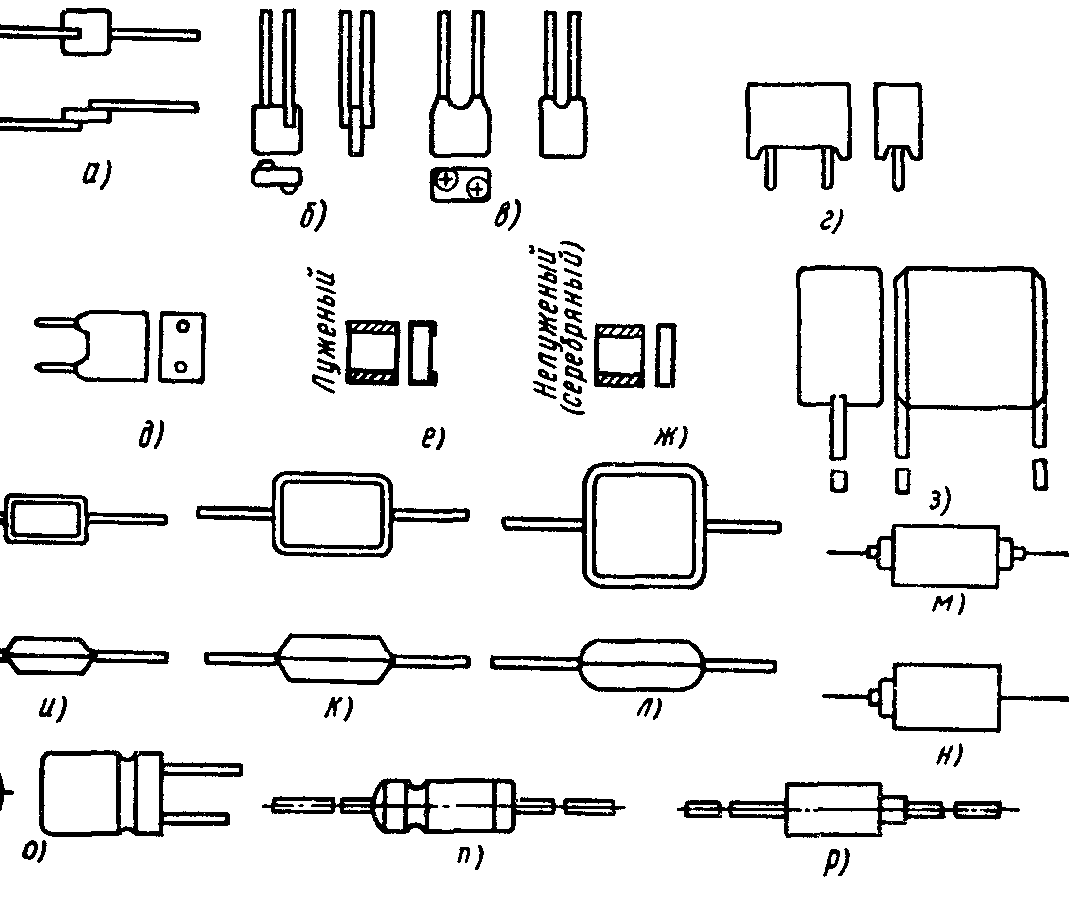 а)
б)
в)
г)
Луженый
Нелуженый
(серебряный)
д)
е)
ж)
з)
и)
к)
л)
м)
н)
о)
п)
р)